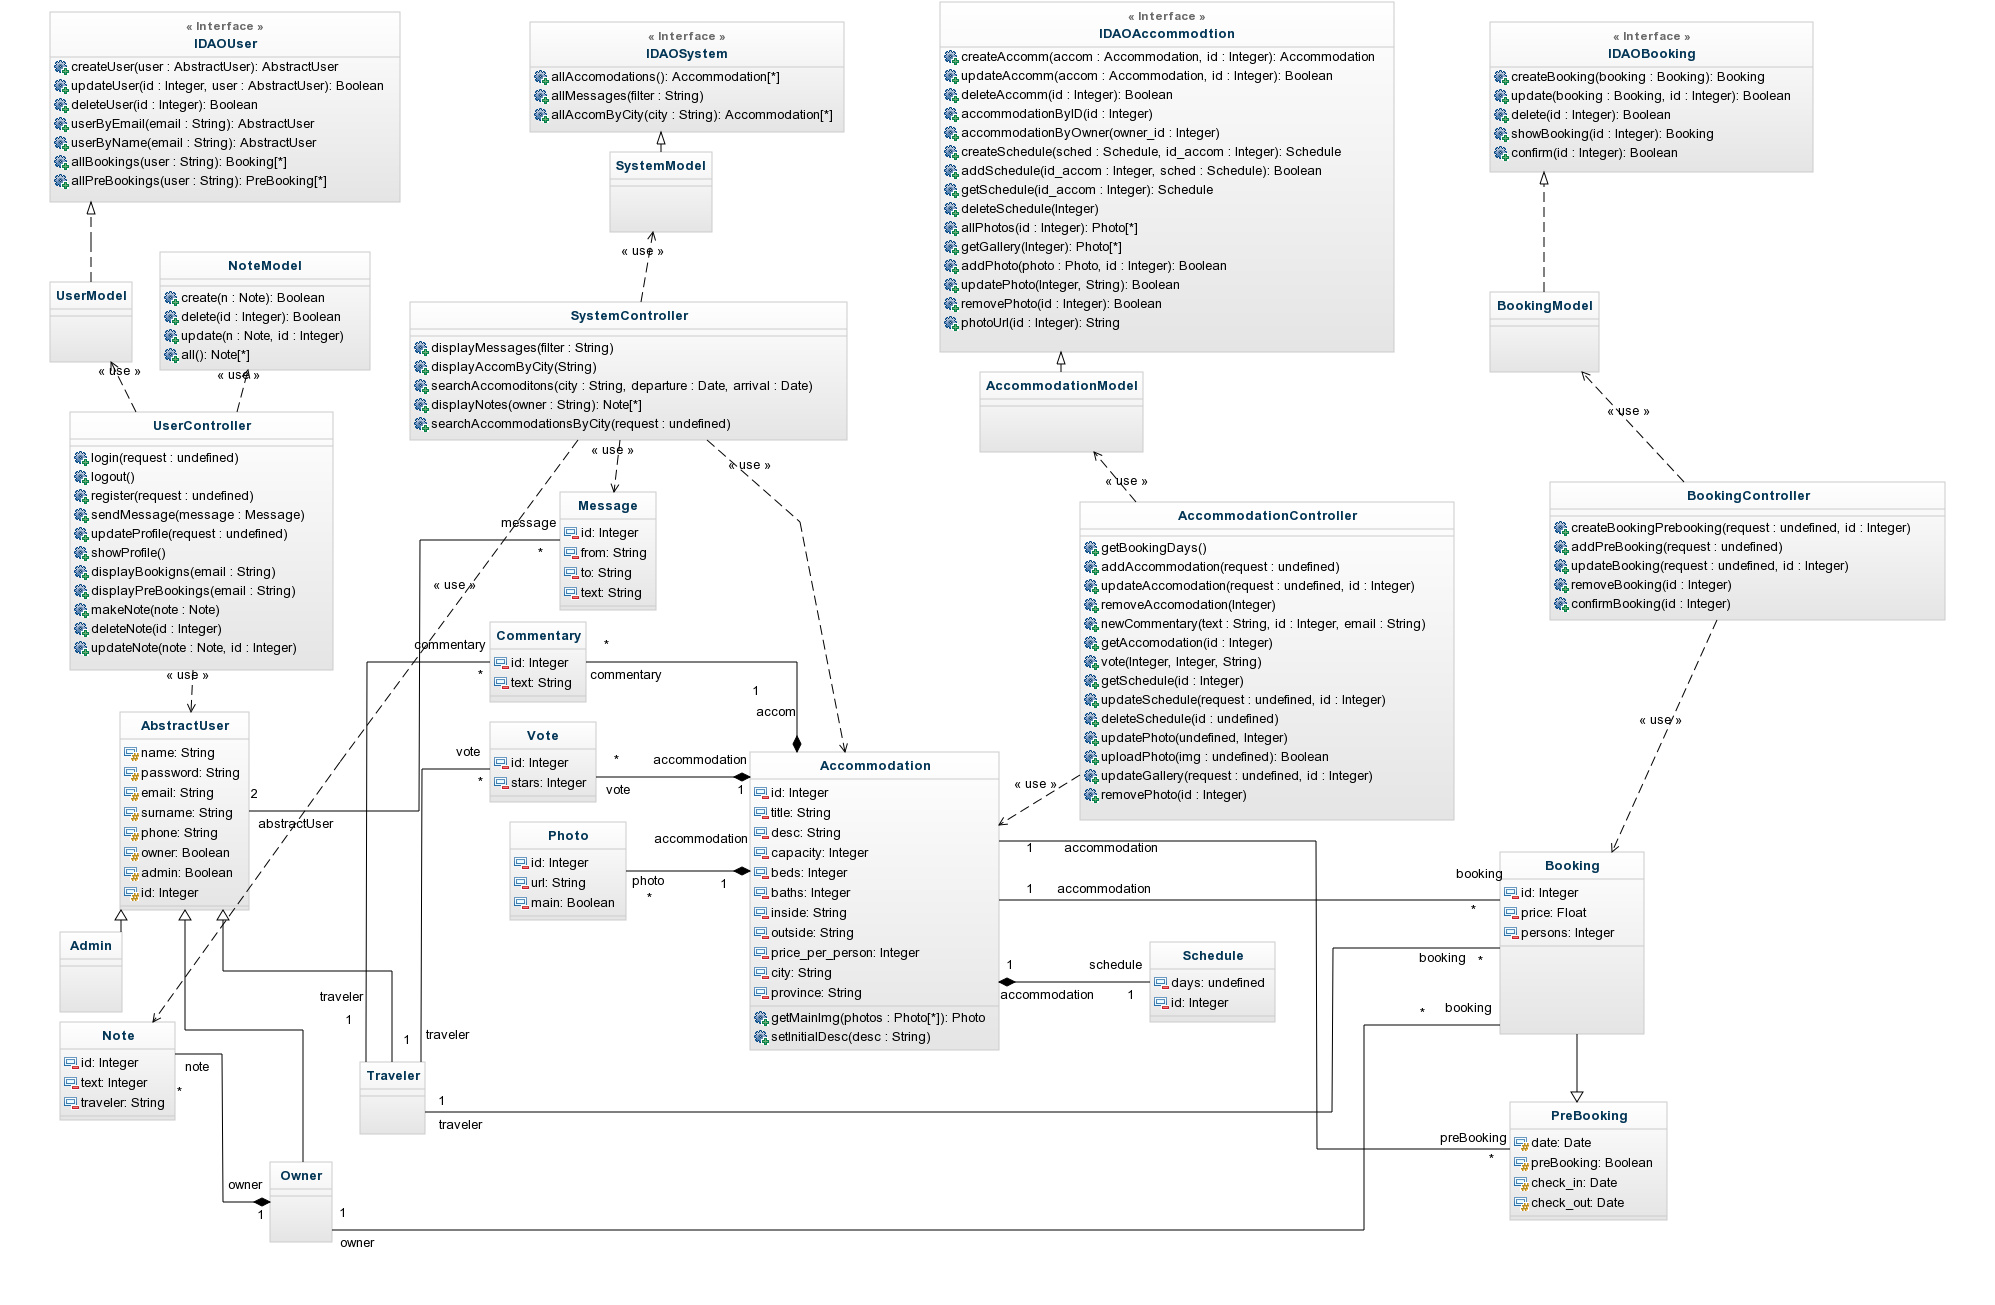 « Interface »
IDAOUser
createUser(user : AbstractUser): AbstractUser
updateUser(id : Integer, user : AbstractUser): Boolean
deleteUser(id : Integer): Boolean
userByEmail(email : String): AbstractUser
userByName(email : String): AbstractUser
allBookings(user : String): Booking[*]
allPreBookings(user : String): PreBooking[*]
« Interface »
IDAOSystem
allAccomodations(): Accommodation[*]
allMessages(filter : String)
allAccomByCity(city : String): Accommodation[*]
« Interface »
IDAOAccommodtion
createAccomm(accom : Accommodation, id : Integer): Accommodation
updateAccomm(accom : Accommodation, id : Integer): Boolean
deleteAccomm(id : Integer): Boolean
accommodationByID(id : Integer)
accommodationByOwner(owner_id : Integer)
createSchedule(sched : Schedule, id_accom : Integer): Schedule
addSchedule(id_accom : Integer, sched : Schedule): Boolean
getSchedule(id_accom : Integer): Schedule
deleteSchedule(Integer)
allPhotos(id : Integer): Photo[*]
getGallery(Integer): Photo[*]
addPhoto(photo : Photo, id : Integer): Boolean
updatePhoto(Integer, String): Boolean
removePhoto(id : Integer): Boolean
photoUrl(id : Integer): String
« Interface »
IDAOBooking
createBooking(booking : Booking): Booking
update(booking : Booking, id : Integer): Boolean
delete(id : Integer): Boolean
showBooking(id : Integer): Booking
confirm(id : Integer): Boolean
SystemModel
« use »
UserModel
« use »
NoteModel
create(n : Note): Boolean
delete(id : Integer): Boolean
update(n : Note, id : Integer)
all(): Note[*]
« use »
SystemController
displayMessages(filter : String)
displayAccomByCity(String)
searchAccomoditons(city : String, departure : Date, arrival : Date)
displayNotes(owner : String): Note[*]
searchAccommodationsByCity(request : undefined)
« use »
« use »
« use »
AccommodationModel
« use »
BookingModel
« use »
UserController
login(request : undefined)
logout()
register(request : undefined)
sendMessage(message : Message)
updateProfile(request : undefined)
showProfile()
displayBookigns(email : String)
displayPreBookings(email : String)
makeNote(note : Note)
deleteNote(id : Integer)
updateNote(note : Note, id : Integer)
« use »
Message
id: Integer
from: String
to: String
text: String
message
*
AccommodationController
getBookingDays()
addAccommodation(request : undefined)
updateAccomodation(request : undefined, id : Integer)
removeAccomodation(Integer)
newCommentary(text : String, id : Integer, email : String)
getAccomodation(id : Integer)
vote(Integer, Integer, String)
getSchedule(id : Integer)
updateSchedule(request : undefined, id : Integer)
deleteSchedule(id : undefined)
updatePhoto(undefined, Integer)
uploadPhoto(img : undefined): Boolean
updateGallery(request : undefined, id : Integer)
removePhoto(id : Integer)
« use »
BookingController
createBookingPrebooking(request : undefined, id : Integer)
addPreBooking(request : undefined)
updateBooking(request : undefined, id : Integer)
removeBooking(id : Integer)
confirmBooking(id : Integer)
« use »
Commentary
id: Integer
text: String
commentary
*
*
commentary
1
accom
AbstractUser
name: String
password: String
email: String
surname: String
phone: String
owner: Boolean
admin: Boolean
id: Integer
2
abstractUser
Vote
id: Integer
stars: Integer
vote
*
*
vote
accommodation
1
Photo
id: Integer
url: String
main: Boolean
photo
*
accommodation
1
Accommodation
id: Integer
title: String
desc: String
capacity: Integer
beds: Integer
baths: Integer
inside: String
outside: String
price_per_person: Integer
city: String
province: String
getMainImg(photos : Photo[*]): Photo
setInitialDesc(desc : String)
1
accommodation
1
accommodation
1
accommodation
schedule
1
Schedule
days: undefined
id: Integer
Booking
id: Integer
price: Float
persons: Integer
booking
*
booking
*
booking
*
Admin
Note
id: Integer
text: Integer
traveler: String
note
*
traveler
1
1
traveler
Traveler
1
traveler
Owner
owner
1
1
owner
PreBooking
date: Date
preBooking: Boolean
check_in: Date
check_out: Date
preBooking
*